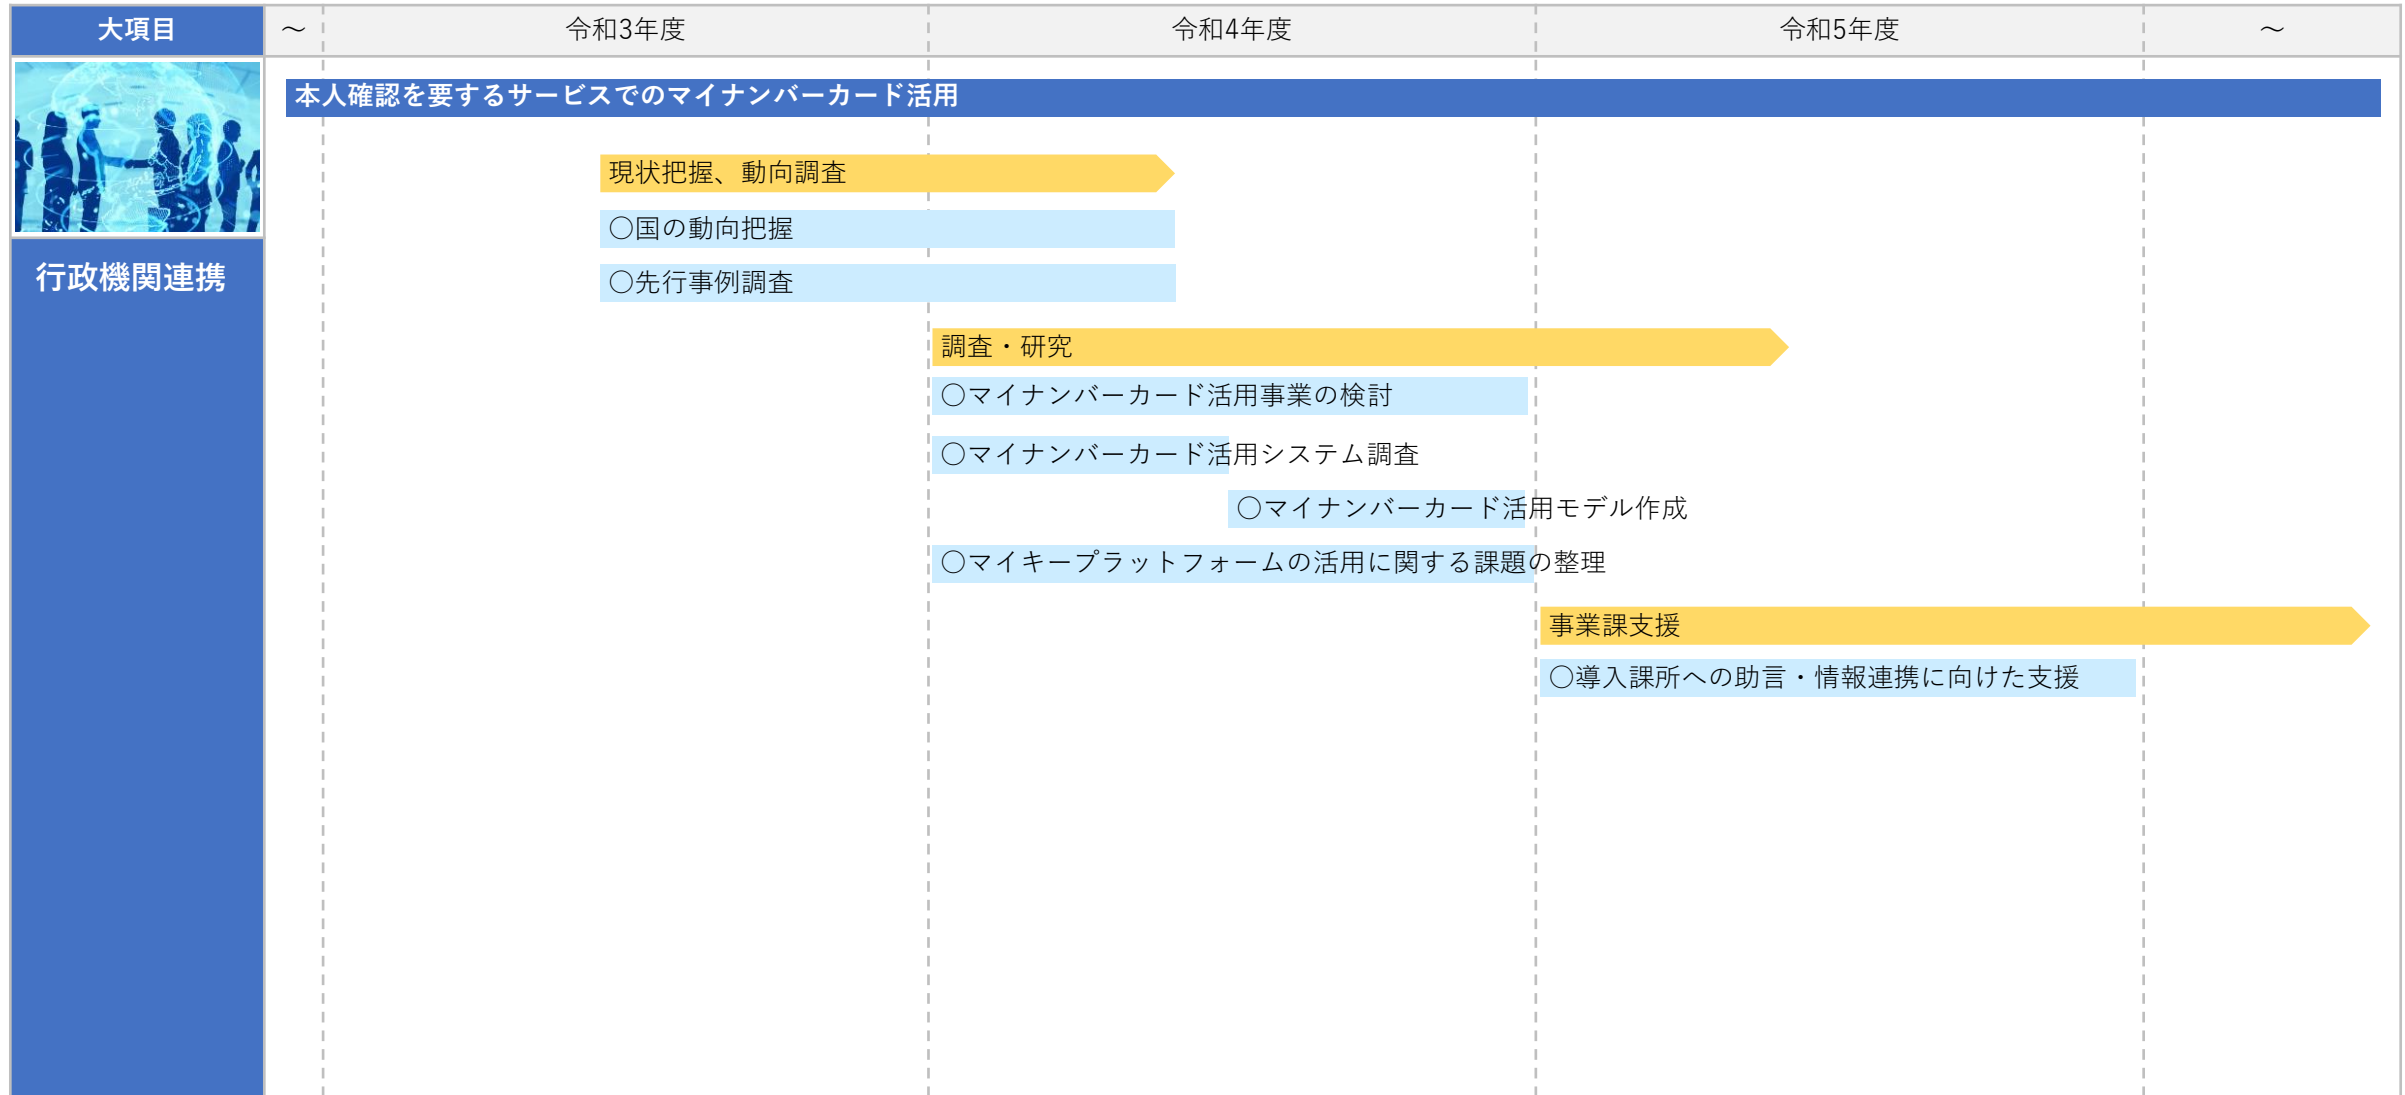 大項目
～
令和3年度
令和4年度
令和5年度
～
本人確認を要するサービスでのマイナンバーカード活用
現状把握、動向調査
○国の動向把握
○先行事例調査
行政機関連携
調査・研究
○マイナンバーカード活用事業の検討
○マイナンバーカード活用システム調査
○マイナンバーカード活用モデル作成
○マイキープラットフォームの活用に関する課題の整理
事業課支援
○導入課所への助言・情報連携に向けた支援